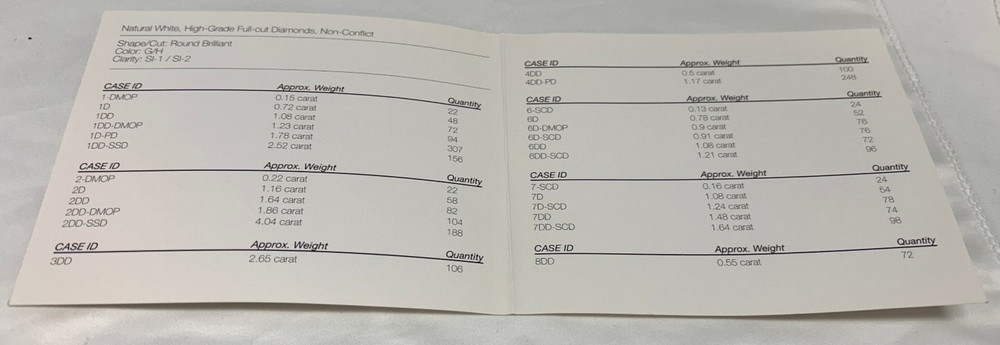 Natural White, High-Grade Full-cut Diamonds, Non-Conflict
Shape/Cut: Round Brilliant
Color: G/H
Clarity: SI-1 / SI-2
CASE ID Approx. Weight Quantity
1-DMOP 0.15 carat 22
1D 0.72 carat 48
1DD 1.08 carat 72
1DD-DMOP 1.23 carat 94
1D-PD 1.78 carat 307
1DD-SSD 2.52 carat 156
CASE ID Approx. Weight Quantity
2-DMOP 0.22 carat 22
2D 1.16 carat 58
2DD 1.64 carat 82
2DD-DMOP 1.86 carat 104
2DD-SSD 4.04 carat 188
CASE ID Approx. Weight Quantity
3DD 2.65 carat 106
CASE ID Approx. Weight Quantity
4DD 0.5 carat 100
4DD-PD 1.17 carat 248
CASE ID Approx. Weight Quantity
6-SCD 0.13 carat 24
6D 0.78 carat 52
6D-DMOP 0.9 carat 76
6D-SCD 0.91 carat 76
6DD 1.08 carat 72
6DD-SCD 1.21 carat 96
CASE ID Approx. Weight Quantity
7-SCD 0.16 carat 24
7D 1.08 carat 54
7D-SCD 1.24 carat 78
7DD 1.48 carat 74
7DD-SCD 1.64 carat 98
CASE ID Approx. Weight Quantity
8DD 0.55 carat 72